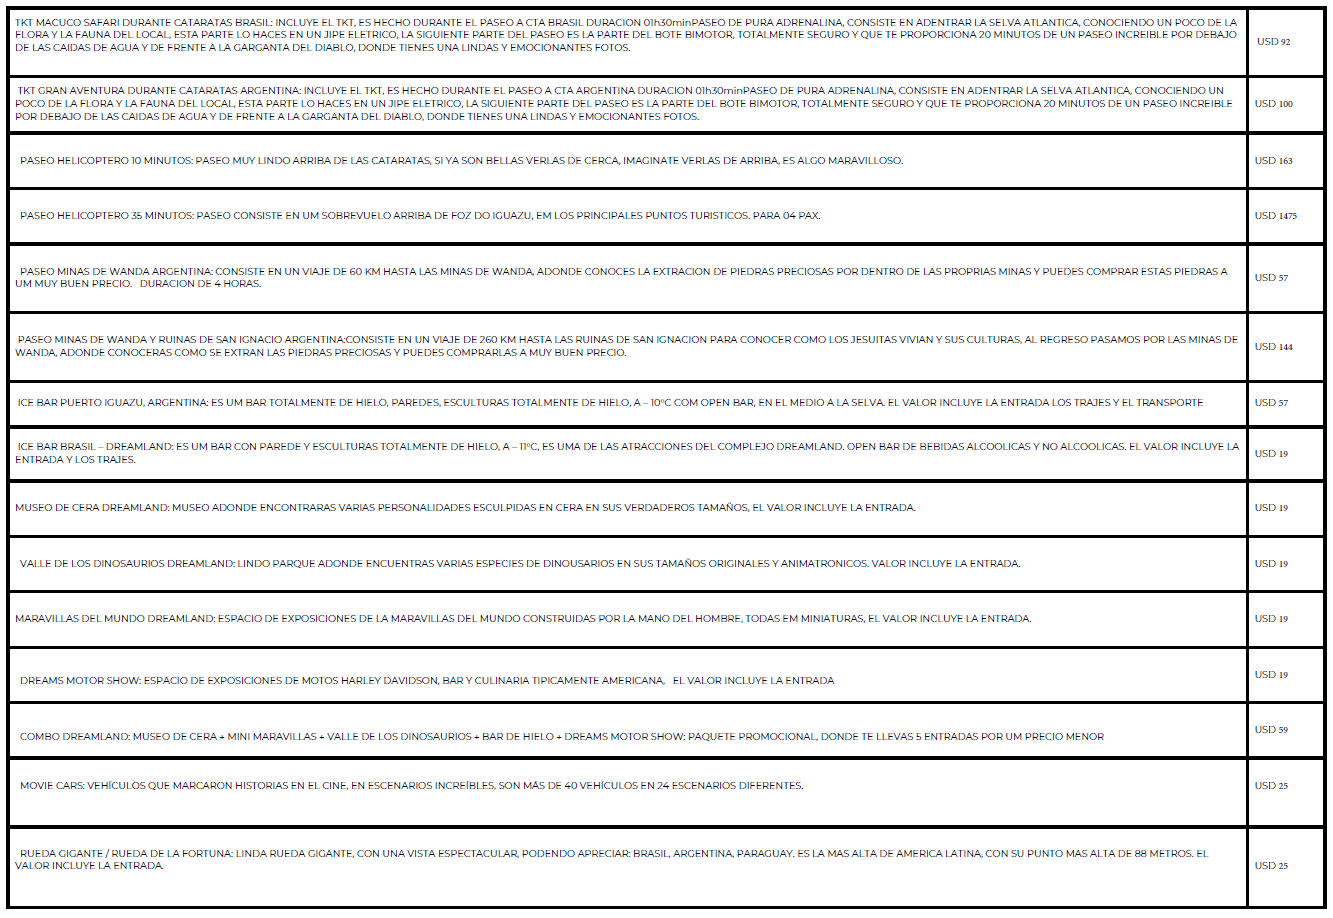 TKT MACUCO SAFARI DURANTE CATARATAS BRASIL: INCLUYE EL TKT, ES HECHO DURANTE EL PASEO A CTA BRASIL DURACION 01h30minPASEO DE PURA ADRENALINA, CONSISTE EN ADENTRAR LA SELVA ATLANTICA, CONOCIENDO UN POCO DE LA
FLORA Y LA FAUNA DEL LOCAL, ESTA PARTE LO HACES EN UN JIPE ELETRICO, LA SIGUIENTE PARTE DEL PASEO ES LA PARTE DEL BOTE BIMOTOR, TOTALMENTE SEGURO Y QUE TE PROPORCIONA 20 MINUTOS DE UN PASEO INCREIBLE POR DEBAJO
DE LAS CAIDAS DE AGUA Y DE FRENTE A LA GARGANTA DEL DIABLO, DONDE TIENES UNA LINDAS Y EMOCIONANTES FOTOS.
USD 92
TKT GRAN AVENTURA DURANTE CATARATAS ARGENTINA: INCLUYE EL TKT, ES HECHO DURANTE EL PASEO A CTA ARGENTINA DURACION 01h30minPASEO DE PURA ADRENALINA, CONSISTE EN ADENTRAR LA SELVA ATLANTICA, CONOCIENDO UN
POCO DE LA FLORA Y LA FAUNA DEL LOCAL, ESTA PARTE LO HACES EN UN JIPE ELETRICO, LA SIGUIENTE PARTE DEL PASEO ES LA PARTE DEL BOTE BIMOTOR, TOTALMENTE SEGURO Y QUE TE PROPORCIONA 20 MINUTOS DE UN PASEO INCREIBLE
POR DEBAJO DE LAS CAIDAS DE AGUA Y DE FRENTE A LA GARGANTA DEL DIABLO, DONDE TIENES UNA LINDAS Y EMOCIONANTES FOTOS.
USD 100
PASEO HELICOPTERO 10 MINUTOS: PASEO MUY LINDO ARRIBA DE LAS CATARATAS, SI YA SON BELLAS VERLAS DE CERCA, IMAGINATE VERLAS DE ARRIBA, ES ALGO MARAVILLOSO.
USD 163
PASEO HELICOPTERO 35 MINUTOS: PASEO CONSISTE EN UM SOBREVUELO ARRIBA DE FOZ DO IGUAZU, EM LOS PRINCIPALES PUNTOS TURISTICOS. PARA 04 PAX.
USD 1475
PASEO MINAS DE WANDA ARGENTINA: CONSISTE EN UN VIAJE DE 60 KM HASTA LAS MINAS DE WANDA, ADONDE CONOCES LA EXTRACION DE PIEDRAS PRECIOSAS POR DENTRO DE LAS PROPRIAS MINAS Y PUEDES COMPRAR ESTAS PIEDRAS A
UM MUY BUEN PRECIO. DURACION DE 4 HORAS.
USD 57
PASEO MINAS DE WANDA Y RUINAS DE SAN IGNACIO ARGENTINA:CONSISTE EN UN VIAJE DE 260 KM HASTA LAS RUINAS DE SAN IGNACION PARA CONOCER COMO LOS JESUITAS VIVIAN Y SUS CULTURAS, AL REGRESO PASAMOS POR LAS MINAS DE
WANDA, ADONDE CONOCERAS COMO SE EXTRAN LAS PIEDRAS PRECIOSAS Y PUEDES COMPRARLAS A MUY BUEN PRECIO.
USD 144
ICE BAR PUERTO IGUAZU, ARGENTINA: ES UM BAR TOTALMENTE DE HIELO, PAREDES, ESCULTURAS TOTALMENTE DE HIELO, A – 10°C COM OPEN BAR, EN EL MEDIO A LA SELVA. EL VALOR INCLUYE LA ENTRADA LOS TRAJES Y EL TRANSPORTE
USD 57
ICE BAR BRASIL – DREAMLAND: ES UM BAR CON PAREDE Y ESCULTURAS TOTALMENTE DE HIELO, A – 11°C, ES UMA DE LAS ATRACCIONES DEL COMPLEJO DREAMLAND. OPEN BAR DE BEBIDAS ALCOOLICAS Y NO ALCOOLICAS. EL VALOR INCLUYE LA
ENTRADA Y LOS TRAJES.
USD 19
MUSEO DE CERA DREAMLAND: MUSEO ADONDE ENCONTRARAS VARIAS PERSONALIDADES ESCULPIDAS EN CERA EN SUS VERDADEROS TAMAÑOS, EL VALOR INCLUYE LA ENTRADA.
USD 19
VALLE DE LOS DINOSAURIOS DREAMLAND: LINDO PARQUE ADONDE ENCUENTRAS VARIAS ESPECIES DE DINOUSARIOS EN SUS TAMAÑOS ORIGINALES Y ANIMATRONICOS. VALOR INCLUYE LA ENTRADA.
USD 19
MARAVILLAS DEL MUNDO DREAMLAND: ESPACIO DE EXPOSICIONES DE LA MARAVILLAS DEL MUNDO CONSTRUIDAS POR LA MANO DEL HOMBRE, TODAS EM MINIATURAS, EL VALOR INCLUYE LA ENTRADA.
USD 19
DREAMS MOTOR SHOW: ESPACIO DE EXPOSICIONES DE MOTOS HARLEY DAVIDSON, BAR Y CULINARIA TIPICAMENTE AMERICANA, EL VALOR INCLUYE LA ENTRADA
USD 19
COMBO DREAMLAND: MUSEO DE CERA + MINI MARAVILLAS + VALLE DE LOS DINOSAURIOS + BAR DE HIELO + DREAMS MOTOR SHOW: PAQUETE PROMOCIONAL, DONDE TE LLEVAS 5 ENTRADAS POR UM PRECIO MENOR
USD 59
MOVIE CARS: VEHÍCULOS QUE MARCARON HISTORIAS EN EL CINE, EN ESCENARIOS INCREÍBLES, SON MÁS DE 40 VEHÍCULOS EN 24 ESCENARIOS DIFERENTES.
USD 25
RUEDA GIGANTE / RUEDA DE LA FORTUNA: LINDA RUEDA GIGANTE, CON UNA VISTA ESPECTACULAR, PODENDO APRECIAR: BRASIL, ARGENTINA, PARAGUAY. ES LA MAS ALTA DE AMERICA LATINA, CON SU PUNTO MAS ALTA DE 88 METROS. EL
VALOR INCLUYE LA ENTRADA.
USD 25